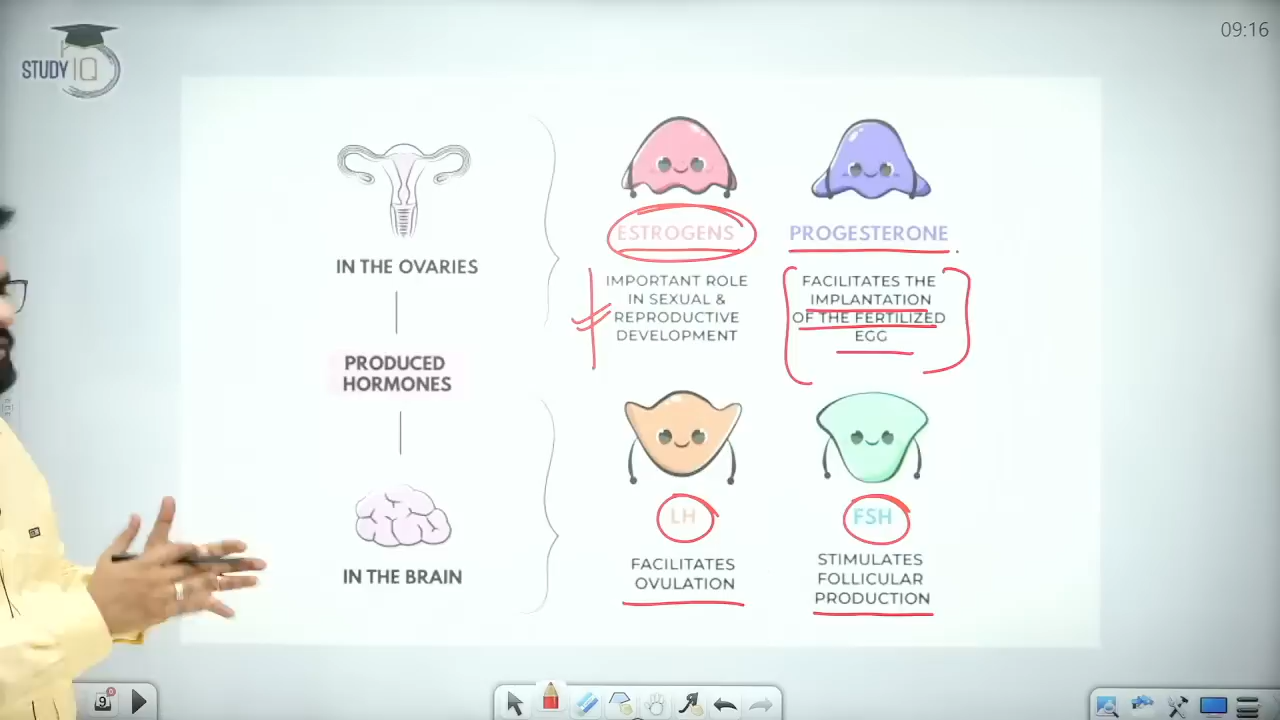 STUDY IQ
09:16
IN THE OVARIES
PRODUCED
HORMONES
IN THE BRAIN
ESTROGENS
IMPORTANT ROLE
IN SEXUAL &
REPRODUCTIVE
DEVELOPMENT
PROGESTERONE
FACILITATES THE
IMPLANTATION
OF THE FERTILIZED
EGG
LH
FACILITATES
OVULATION
FSH
STIMULATES
FOLLICULAR
PRODUCTION
9